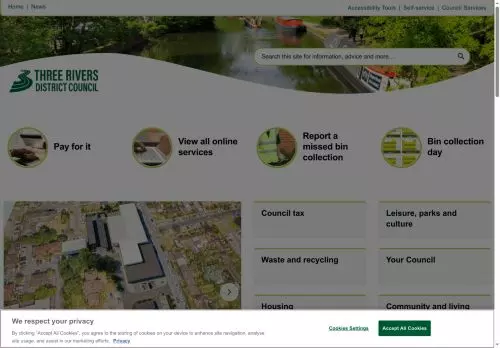 Home | News
Accessibility Tools | Self-service | Council Services
Search this site for information, advice and more...
THREE RIVERS
DISTRICT COUNCIL
Pay for it
View all online
services
Report a
missed bin
collection
Bin collection
day
Council tax
Leisure, parks and
culture
Waste and recycling
Your Council
Housing
Community and living
We respect your privacy
By clicking "Accept All Cookies", you agree to the storing of cookies on your device to enhance site navigation, analyse
site usage, and assist in our marketing efforts. Privacy
Cookies Settings
Accept All Cookies